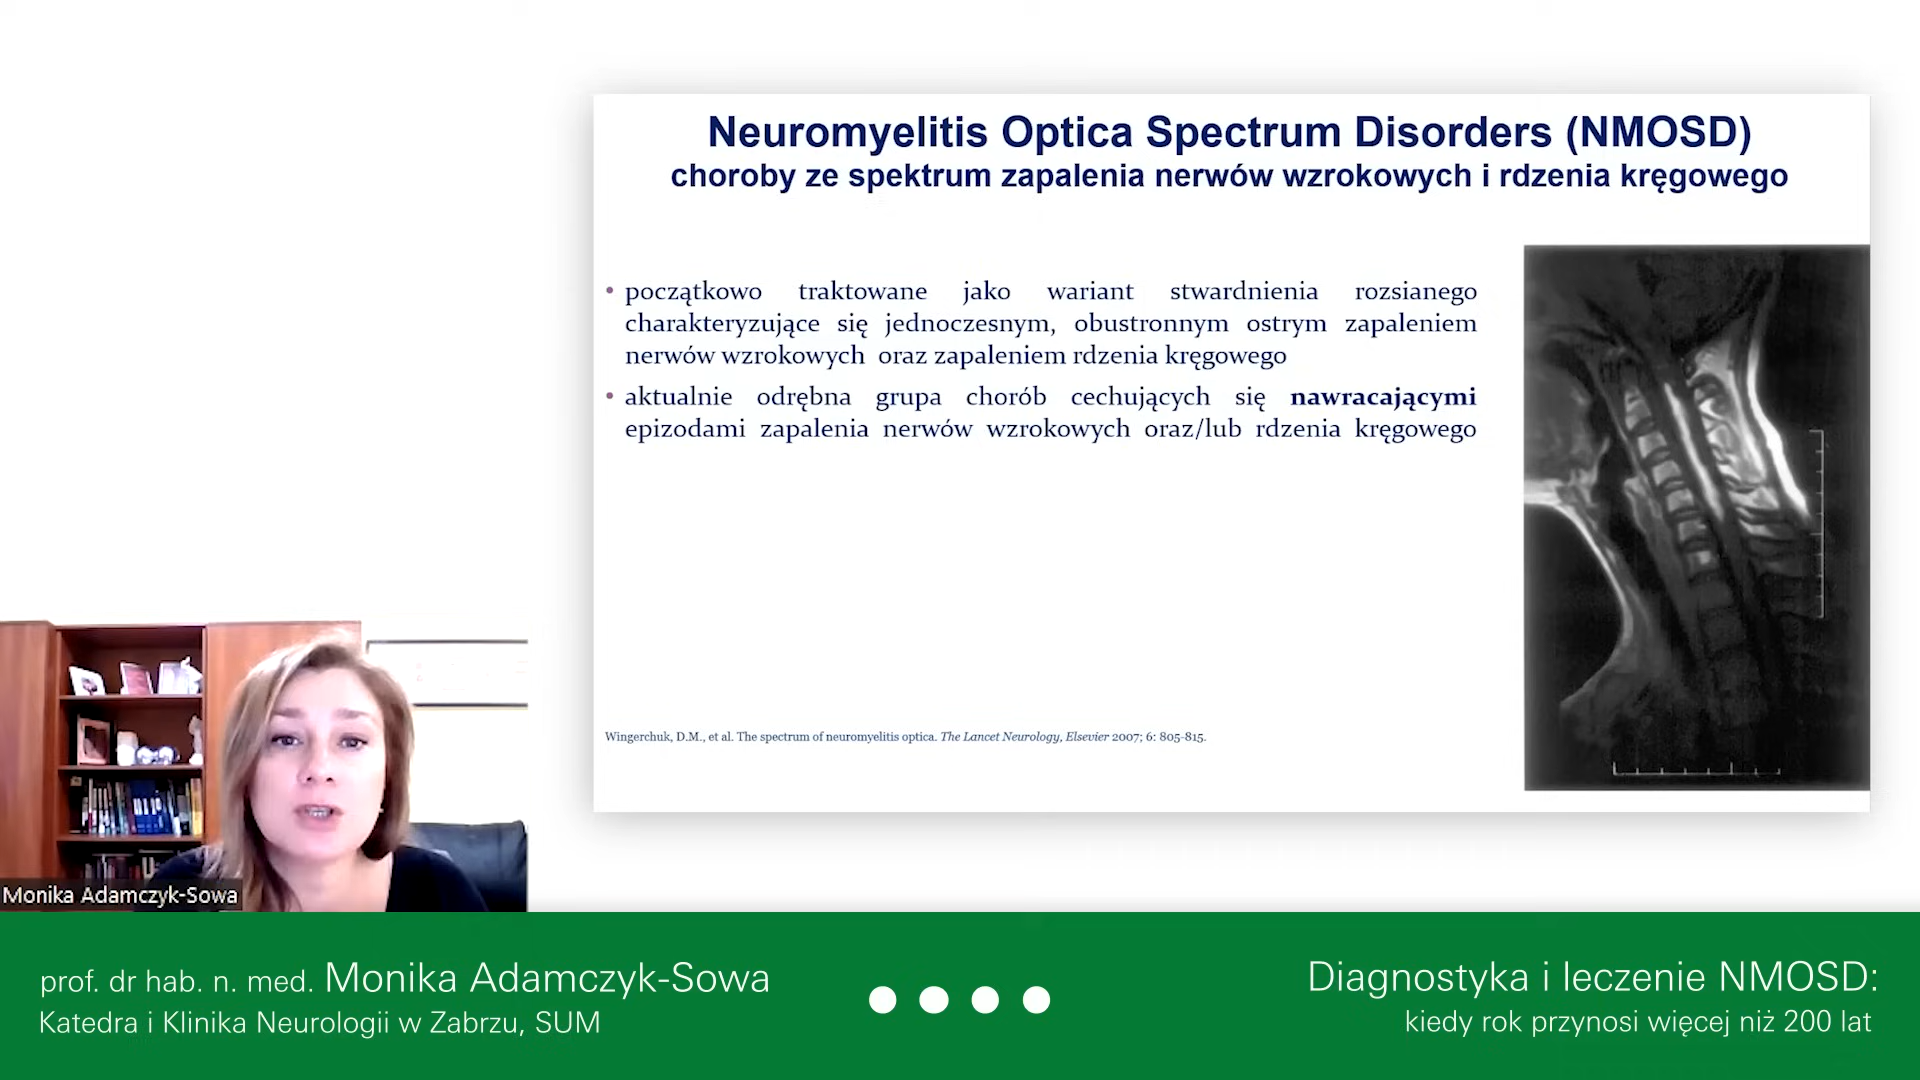 Neuromyelitis Optica Spectrum Disorders (NMOSD)
choroby ze spektrum zapalenia nerwów wzrokowych i rdzenia kręgowego
• początkowo traktowane jako wariant stwardnienia rozsianego
charakteryzujące się jednoczesnym, obustronnym ostrym zapaleniem
nerwów wzrokowych oraz zapaleniem rdzenia kręgowego
• aktualnie odrębna grupa chorób cechujących się nawracającymi
epizodami zapalenia nerwów wzrokowych oraz/lub rdzenia kręgowego
Wingerchuk, D.M., et al. The spectrum of neuromyelitis optica. The Lancet Neurology, Elsevier 2007; 6: 805-815.
Monika Adamczyk-Sowa
prof. dr hab. n. med. Monika Adamczyk-Sowa
Katedra i Klinika Neurologii w Zabrzu, SUM
Diagnostyka i leczenie NMOSD:
kiedy rok przynosi więcej niż 200 lat